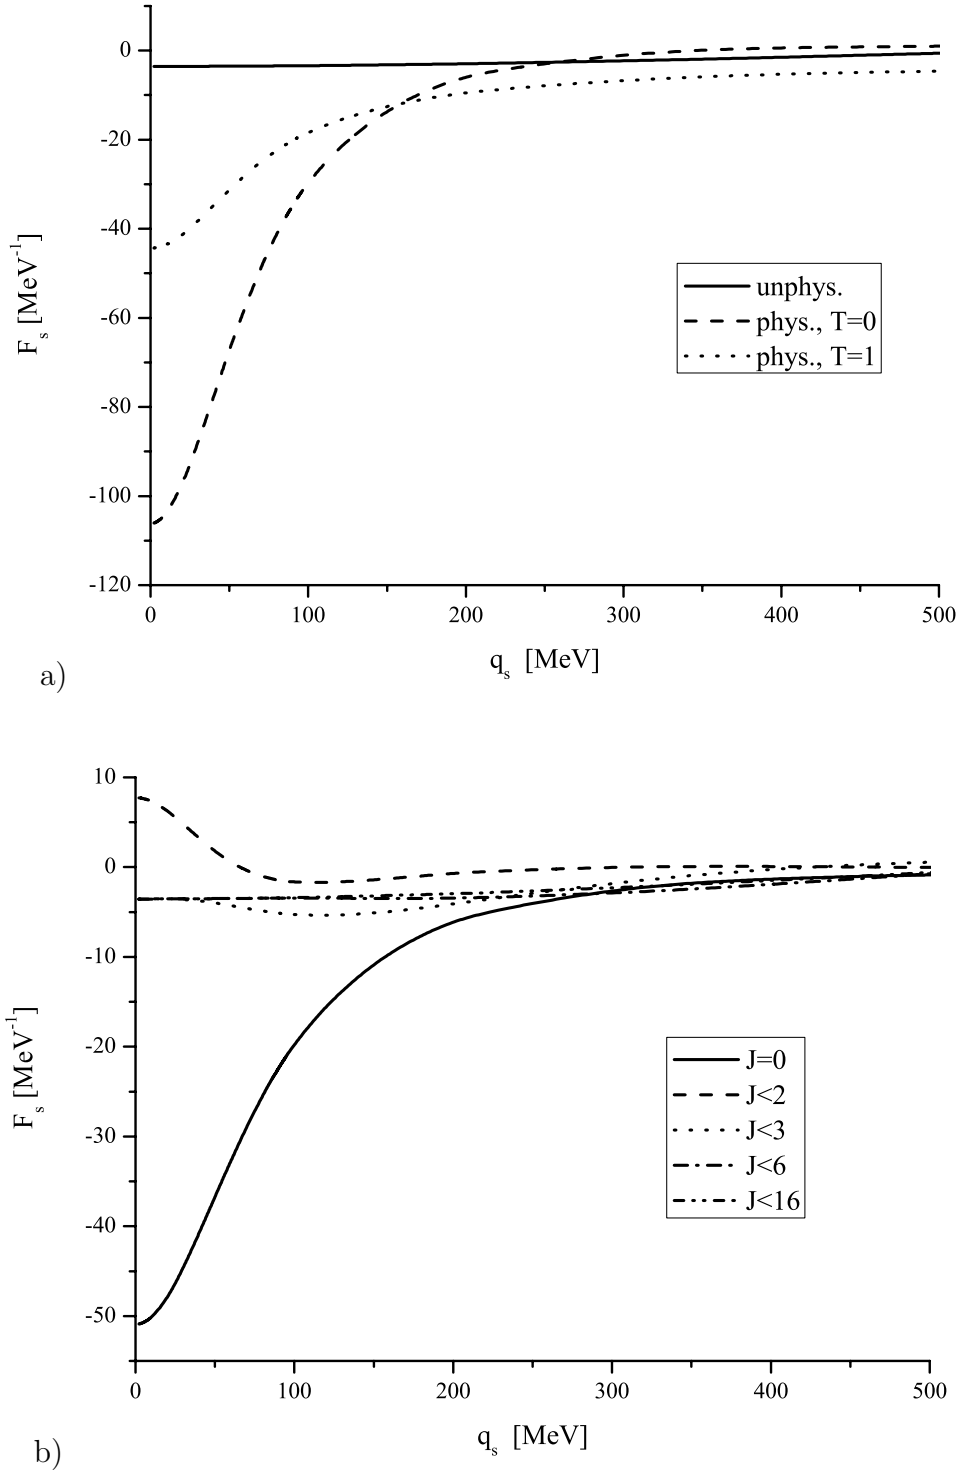 0
-20
-40
-60
-80
-100
-120
F_s [MeV^-1]
unphys.
phys., T=0
phys., T=1
0 100 200 300 400 500
q_s [MeV]
a)
10
0
-10
-20
-30
-40
-50
F_s [MeV^-1]
J=0
J<2
J<3
J<6
J<16
0 100 200 300 400 500
q_s [MeV]
b)